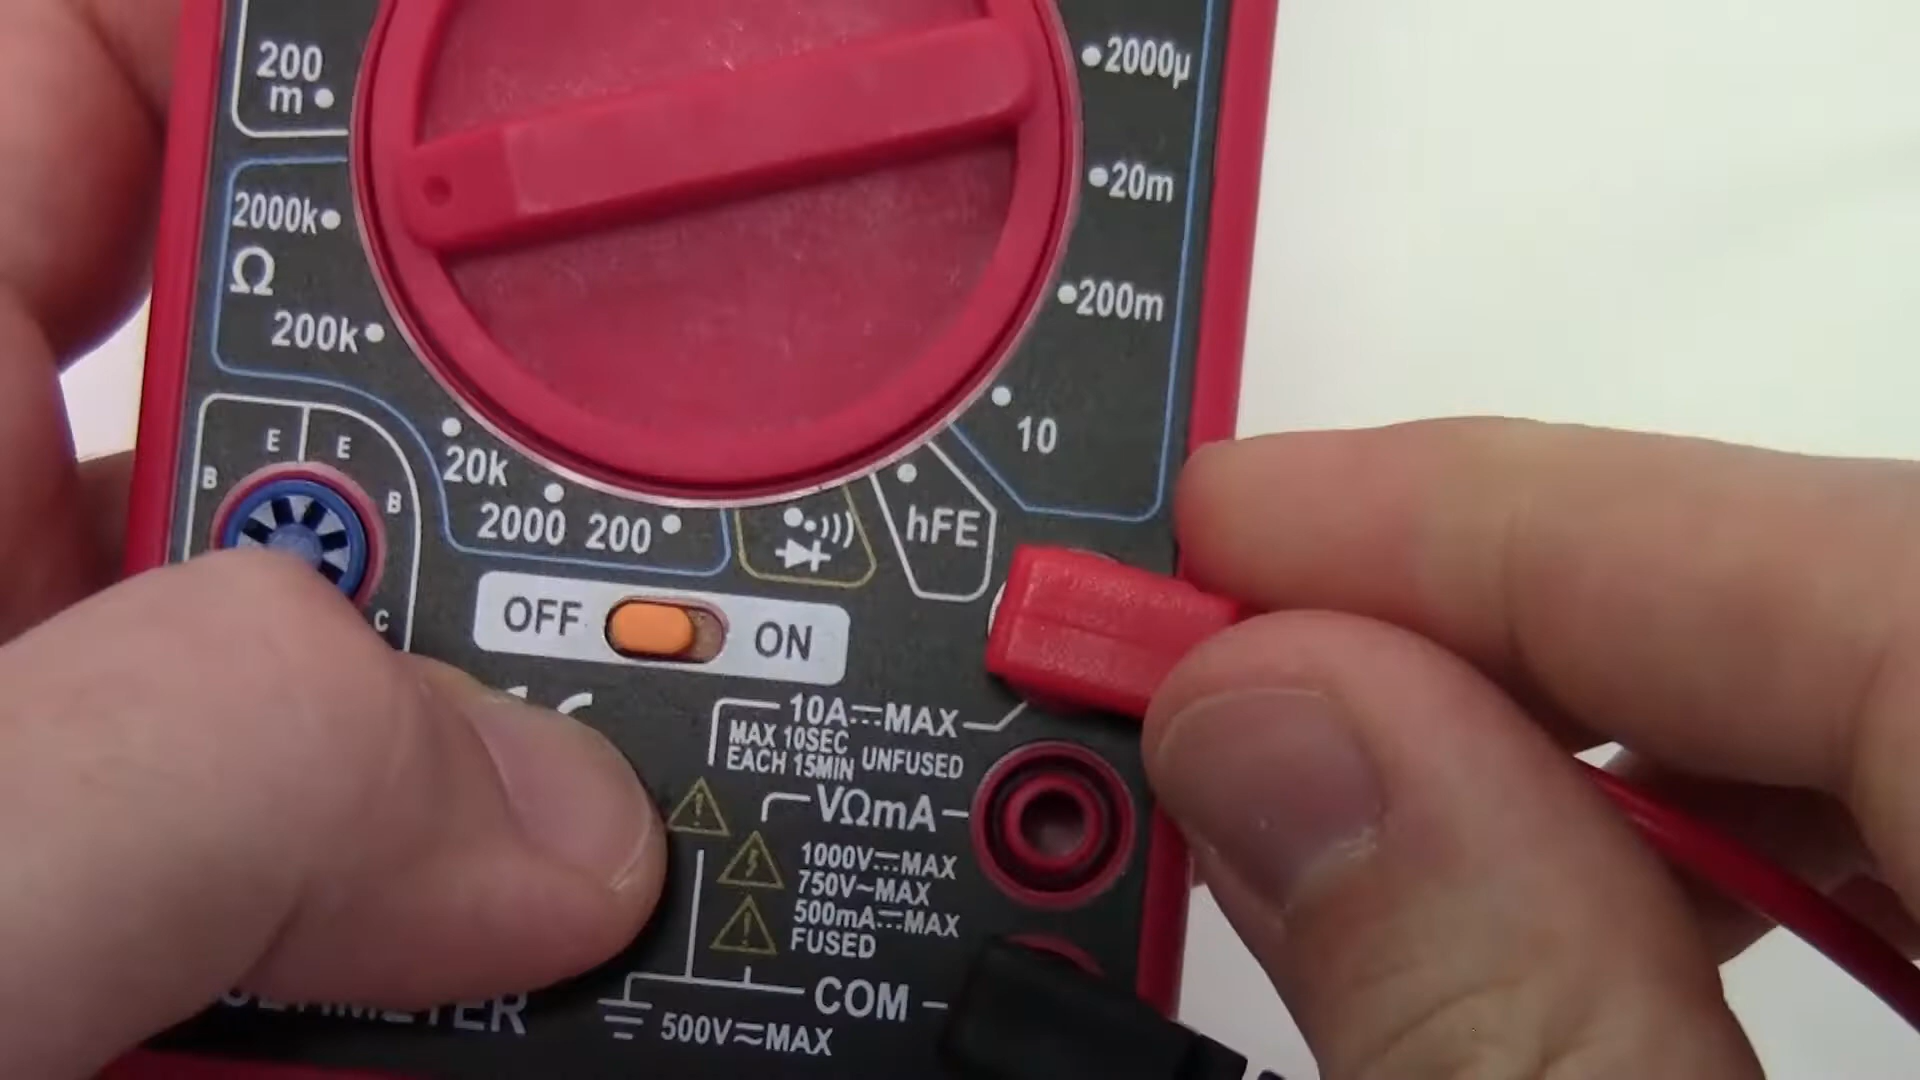 200
m
2000µ
20m
2000k
Ω
200m
200k
10
E E
B B
20k
2000 200
hFE
C
OFF ON
10A⎓MAX
MAX 10SEC
EACH 15MIN UNFUSED
VΩmA
1000V⎓MAX
750V~MAX
500mA⎓MAX
FUSED
COM
500V≂MAX